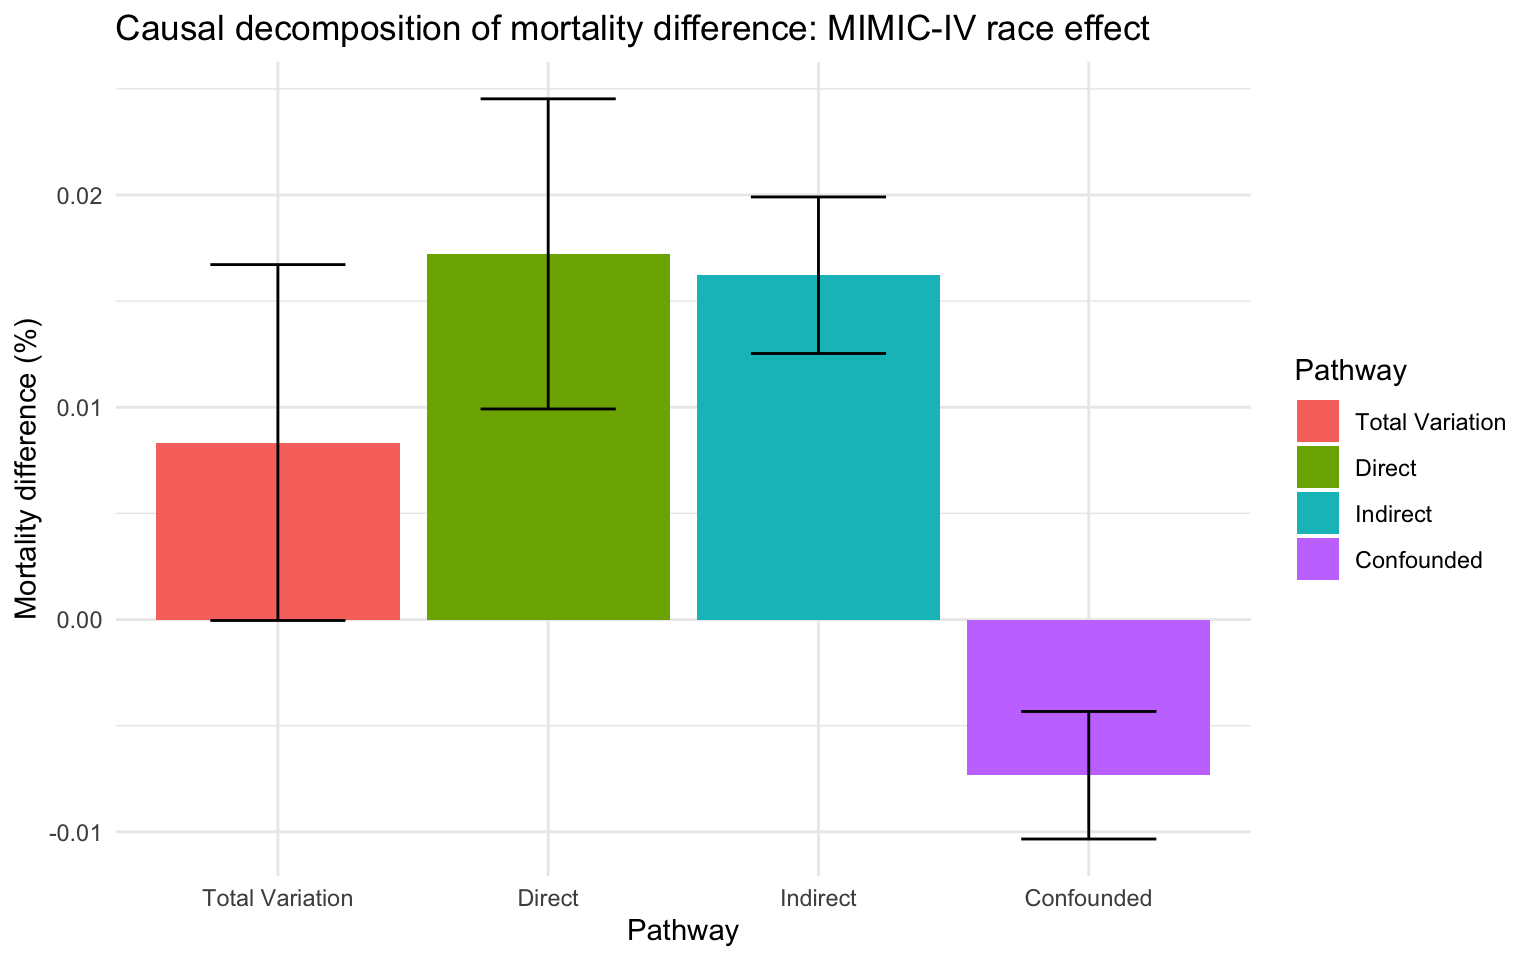 Causal decomposition of mortality difference: MIMIC-IV race effect
Mortality difference (%)
0.02
0.01
0.00
-0.01
Total Variation
Direct
Indirect
Confounded
Pathway
Pathway
Total Variation
Direct
Indirect
Confounded